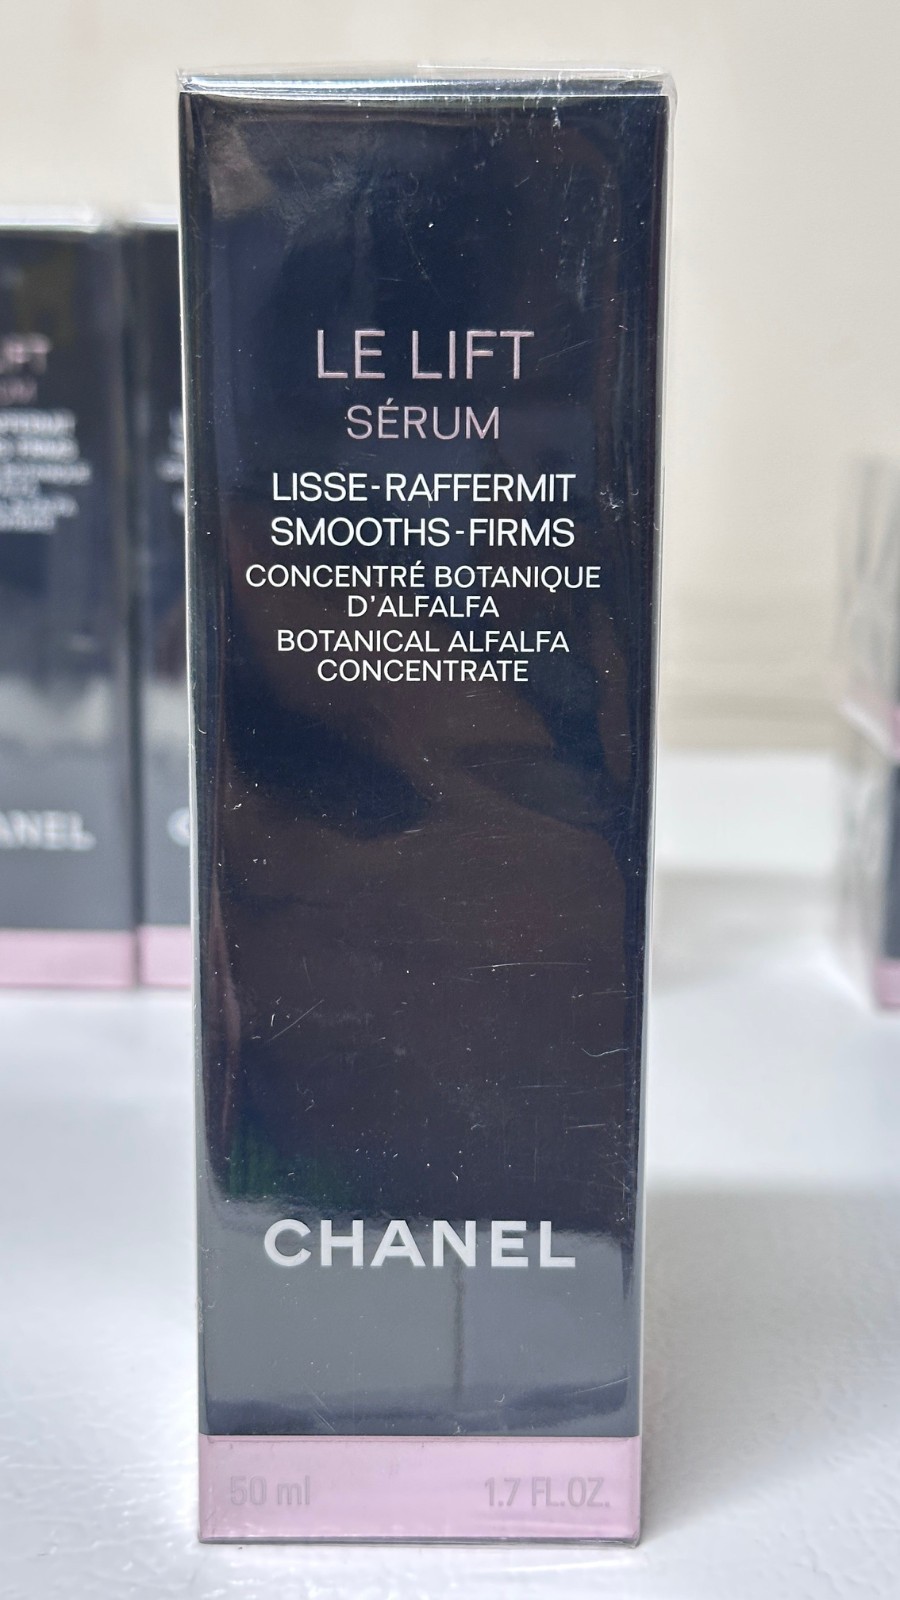 LE LIFT
SÉRUM
LISSE-RAFFERMIT
SMOOTHS-FIRMS
CONCENTRÉ BOTANIQUE
D'ALFALFA
BOTANICAL ALFALFA
CONCENTRATE
CHANEL
50 ml 1.7 FL.OZ.